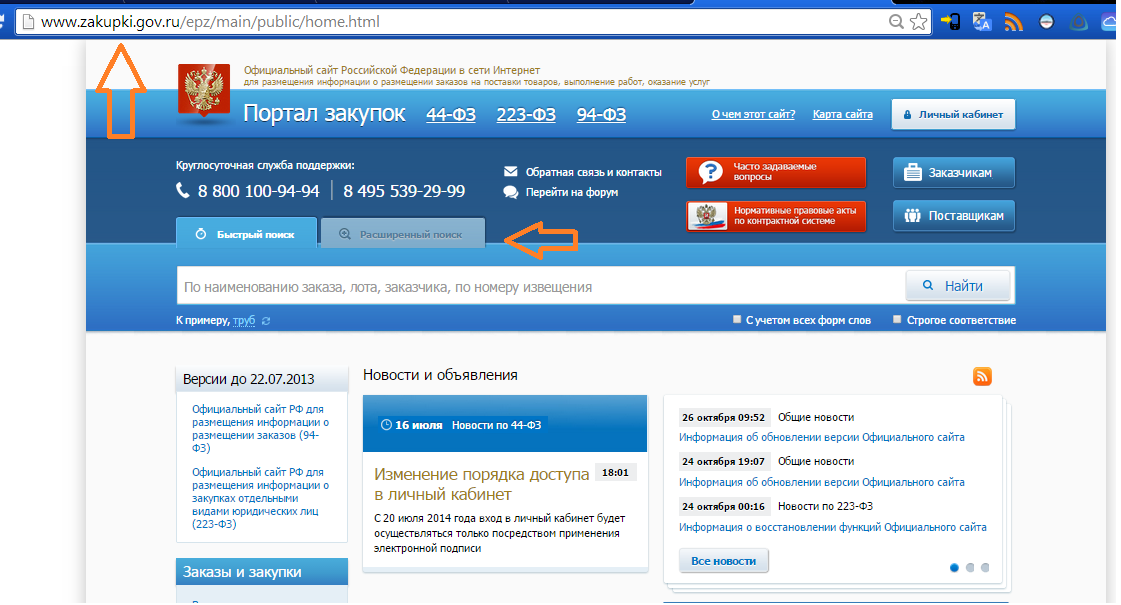 www.zakupki.gov.ru/epz/main/public/home.html
Официальный сайт Российской Федерации в сети Интернет
для размещения информации о размещении заказов на поставки товаров, выполнение работ, оказание услуг
Портал закупок 44-ФЗ 223-ФЗ 94-ФЗ О чем этот сайт? Карта сайта Личный кабинет
Круглосуточная служба поддержки:
8 800 100-94-94 8 495 539-29-99
Обратная связь и контакты
Перейти на форум
Часто задаваемые
вопросы
Нормативные правовые акты
по контрактной системе
Заказчикам
Поставщикам
Быстрый поиск Расширенный поиск
По наименованию заказа, лота, заказчика, по номеру извещения Найти
К примеру, труб С учетом всех форм слов Строгое соответствие
Версии до 22.07.2013
Официальный сайт РФ для
размещения информации о
размещении заказов (94-
ФЗ)
Официальный сайт РФ для
размещения информации о
закупках отдельными
видами юридических лиц
(223-ФЗ)
Заказы и закупки
Новости и объявления
16 июля Новости по 44-ФЗ
Изменение порядка доступа 18:01
в личный кабинет
С 20 июля 2014 года вход в личный кабинет будет
осуществляться только посредством применения
электронной подписи
26 октября 09:52 Общие новости
Информация об обновлении версии Официального сайта
24 октября 19:07 Общие новости
Информация об обновлении версии Официального сайта
24 октября 00:16 Новости по 223-ФЗ
Информация о восстановлении функций Официального сайта
Все новости